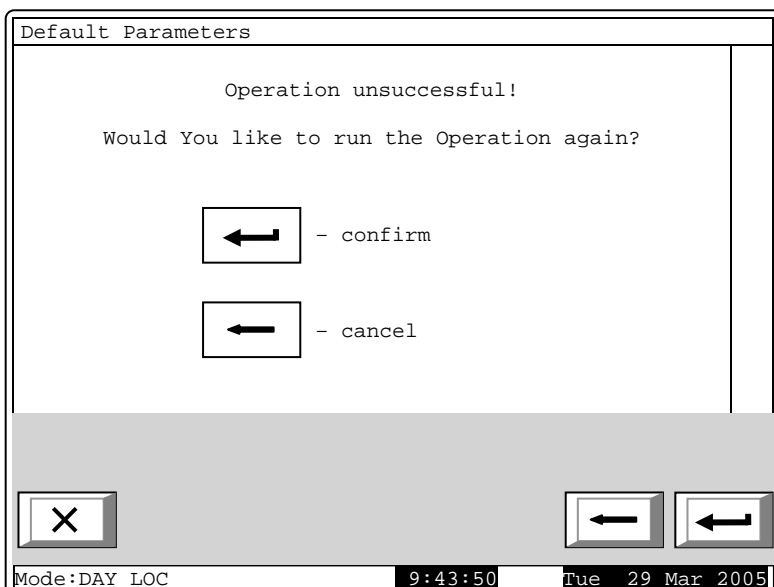 Default Parameters
Operation unsuccessful!
Would You like to run the Operation again?
- confirm
- cancel
Mode:DAY LOC 9:43:50 Tue 29 Mar 2005